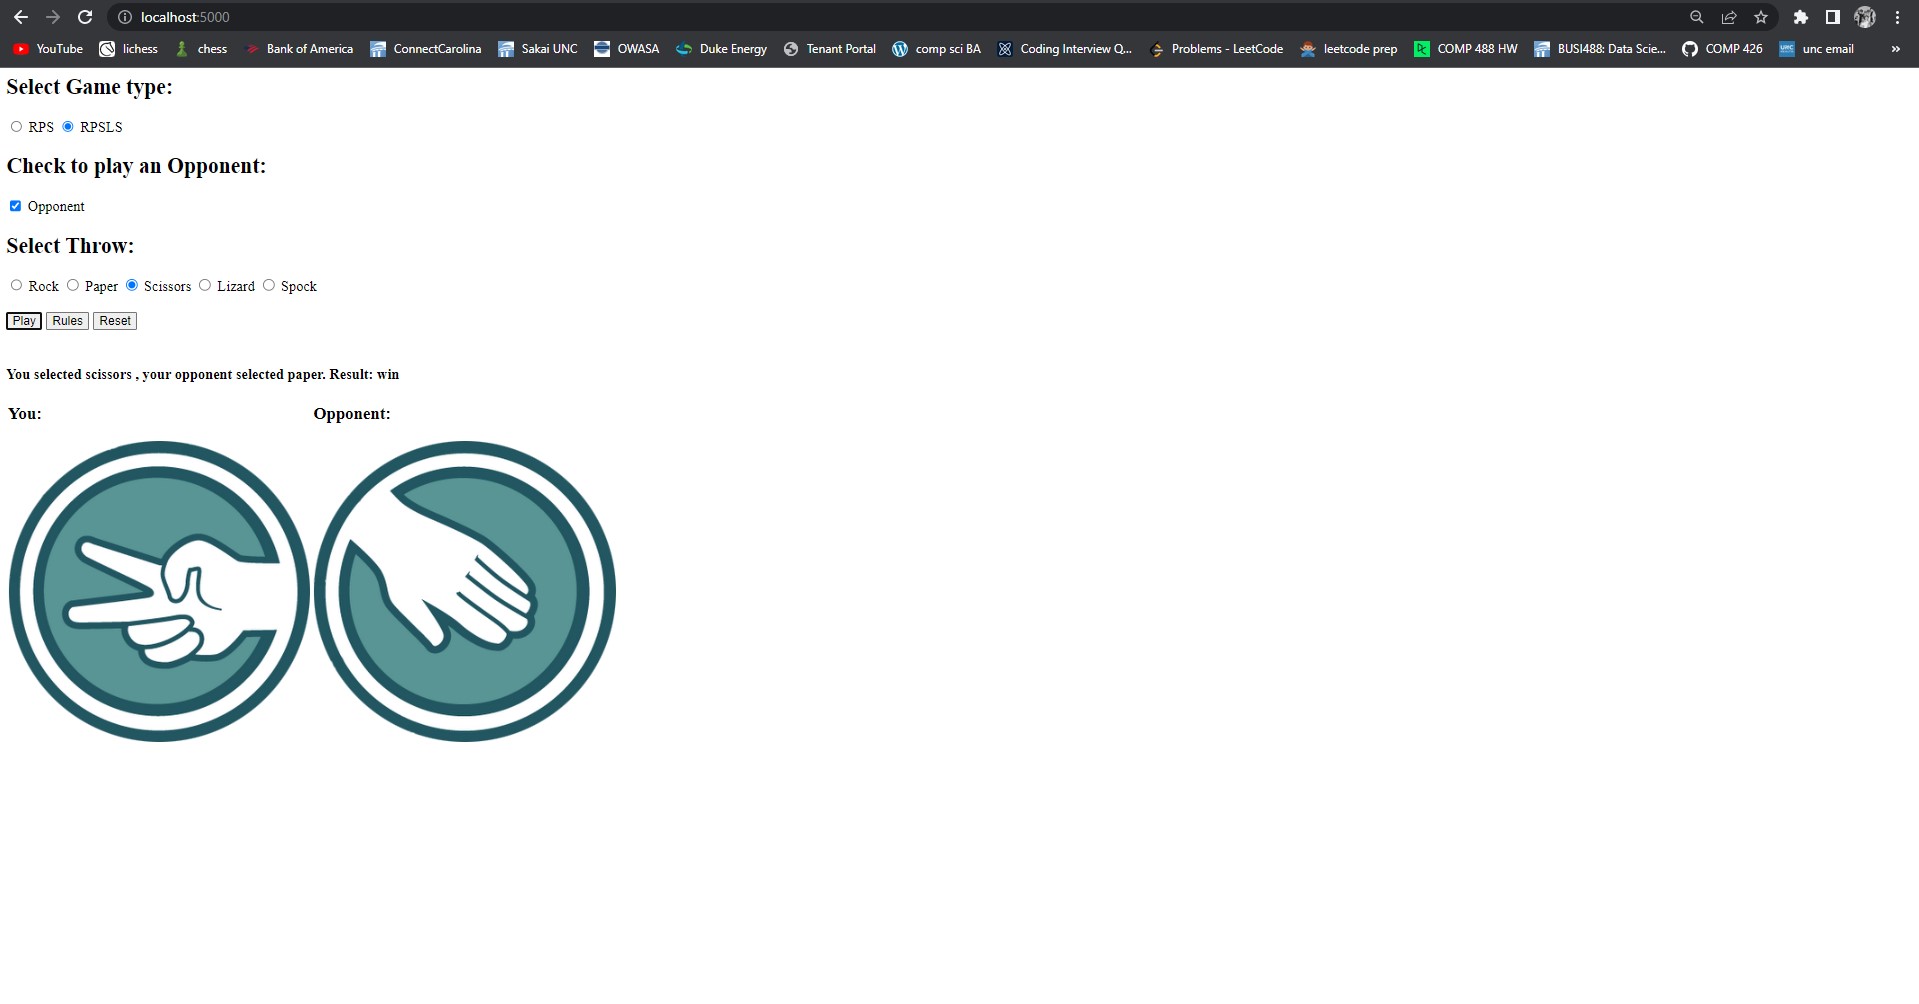 localhost:5000
YouTube lichess chess Bank of America ConnectCarolina Sakai UNC OWASA Duke Energy Tenant Portal comp sci BA Coding Interview Q... Problems - LeetCode leetcode prep COMP 488 HW BUSI488: Data Scie... COMP 426 unc email »
Select Game type:
RPS RPSLS
Check to play an Opponent:
Opponent
Select Throw:
Rock Paper Scissors Lizard Spock
Play Rules Reset
You selected scissors , your opponent selected paper. Result: win
You: Opponent: